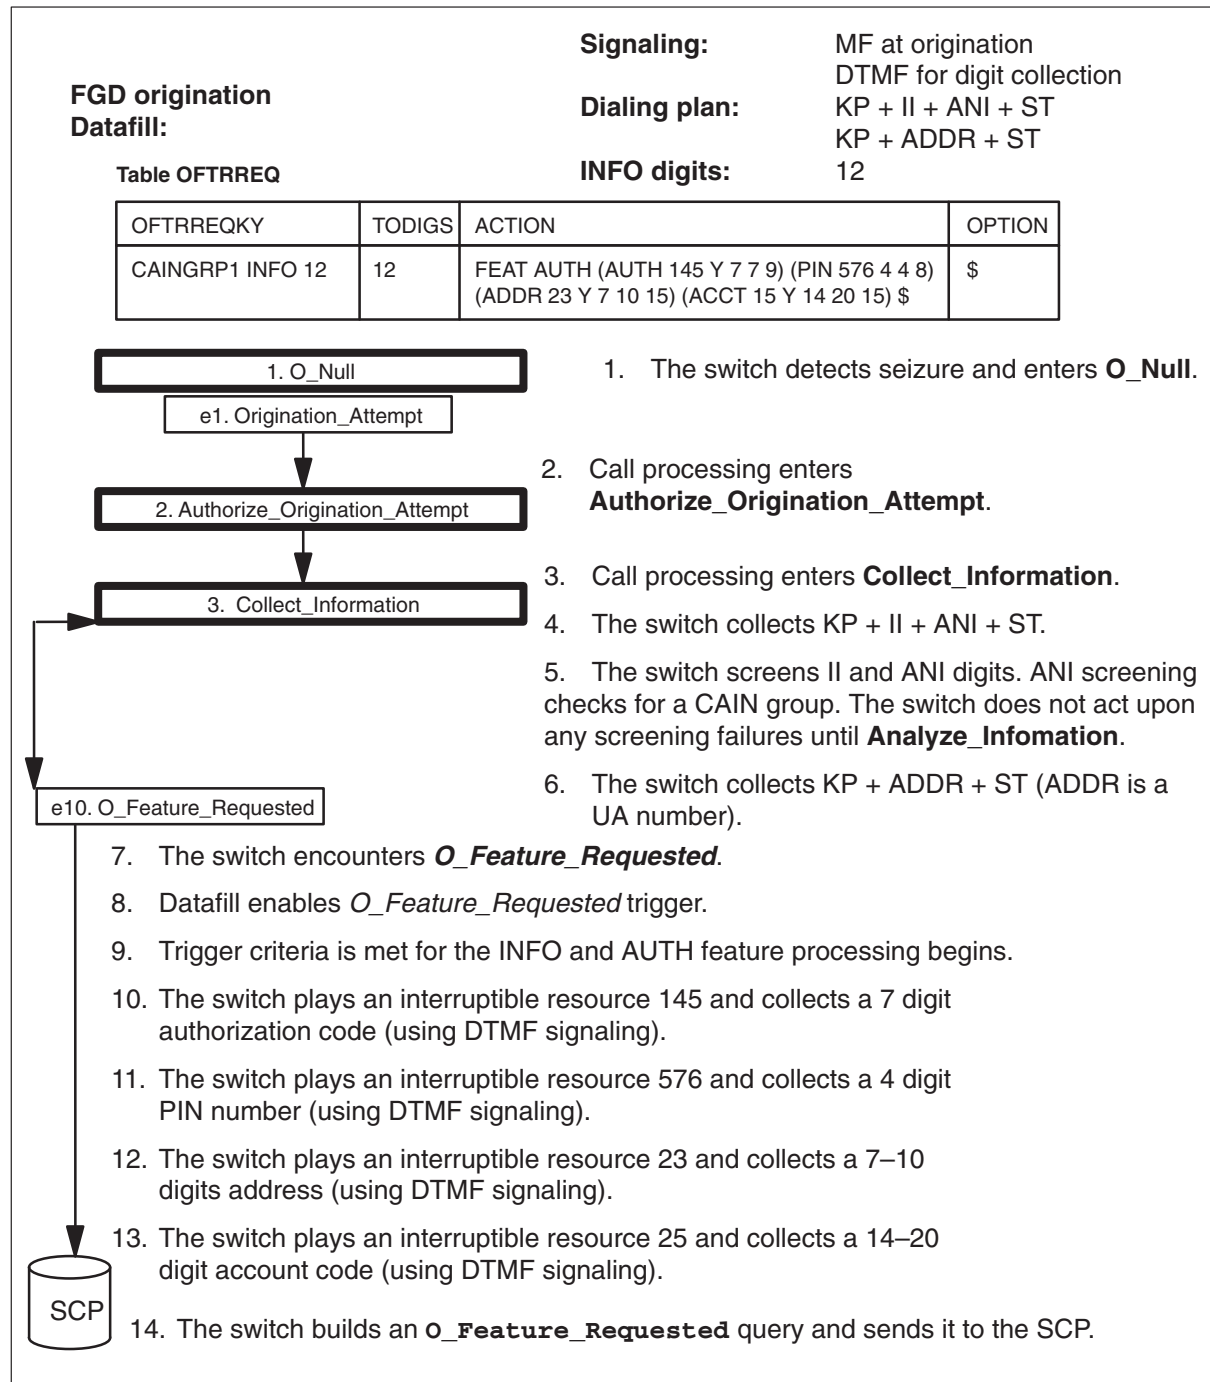 Signaling: MF at origination
DTMF for digit collection
FGD origination
Datafill:
Dialing plan: KP + II + ANI + ST
KP + ADDR + ST
Table OFTRREQ
INFO digits: 12
OFTRREQKY TODIGS ACTION OPTION
CAINGRP1 INFO 12 12 FEAT AUTH (AUTH 145 Y 7 7 9) (PIN 576 4 4 8) $
(ADDR 23 Y 7 10 15) (ACCT 15 Y 14 20 15) $
1. O_Null
1. The switch detects seizure and enters O_Null.
e1. Origination_Attempt
2. Call processing enters
Authorize_Origination_Attempt.
2. Authorize_Origination_Attempt
3. Call processing enters Collect_Information.
3. Collect_Information
4. The switch collects KP + II + ANI + ST.
5. The switch screens II and ANI digits. ANI screening
checks for a CAIN group. The switch does not act upon
any screening failures until Analyze_Infomation.
6. The switch collects KP + ADDR + ST (ADDR is a
UA number).
e10. O_Feature_Requested
7. The switch encounters O_Feature_Requested.
8. Datafill enables O_Feature_Requested trigger.
9. Trigger criteria is met for the INFO and AUTH feature processing begins.
10. The switch plays an interruptible resource 145 and collects a 7 digit
authorization code (using DTMF signaling).
11. The switch plays an interruptible resource 576 and collects a 4 digit
PIN number (using DTMF signaling).
12. The switch plays an interruptible resource 23 and collects a 7–10
digits address (using DTMF signaling).
13. The switch plays an interruptible resource 25 and collects a 14–20
digit account code (using DTMF signaling).
SCP
14. The switch builds an O_Feature_Requested query and sends it to the SCP.